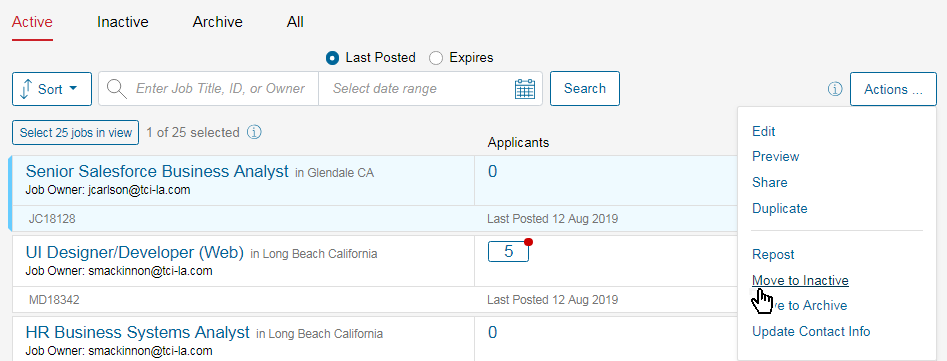 Active Inactive Archive All
Last Posted Expires
Sort Enter Job Title, ID, or Owner Select date range Search Actions ...
Select 25 jobs in view 1 of 25 selected
Applicants
Edit
Preview
Share
Duplicate
Repost
Move to Inactive
to Archive
Update Contact Info
Senior Salesforce Business Analyst in Glendale CA 0
Job Owner: jcarlson@tci-la.com
JC18128 Last Posted 12 Aug 2019
UI Designer/Developer (Web) in Long Beach California 5
Job Owner: smackinnon@tci-la.com
MD18342 Last Posted 12 Aug 2019
HR Business Systems Analyst in Long Beach California 0
Job Owner: smackinnon@tci-la.com